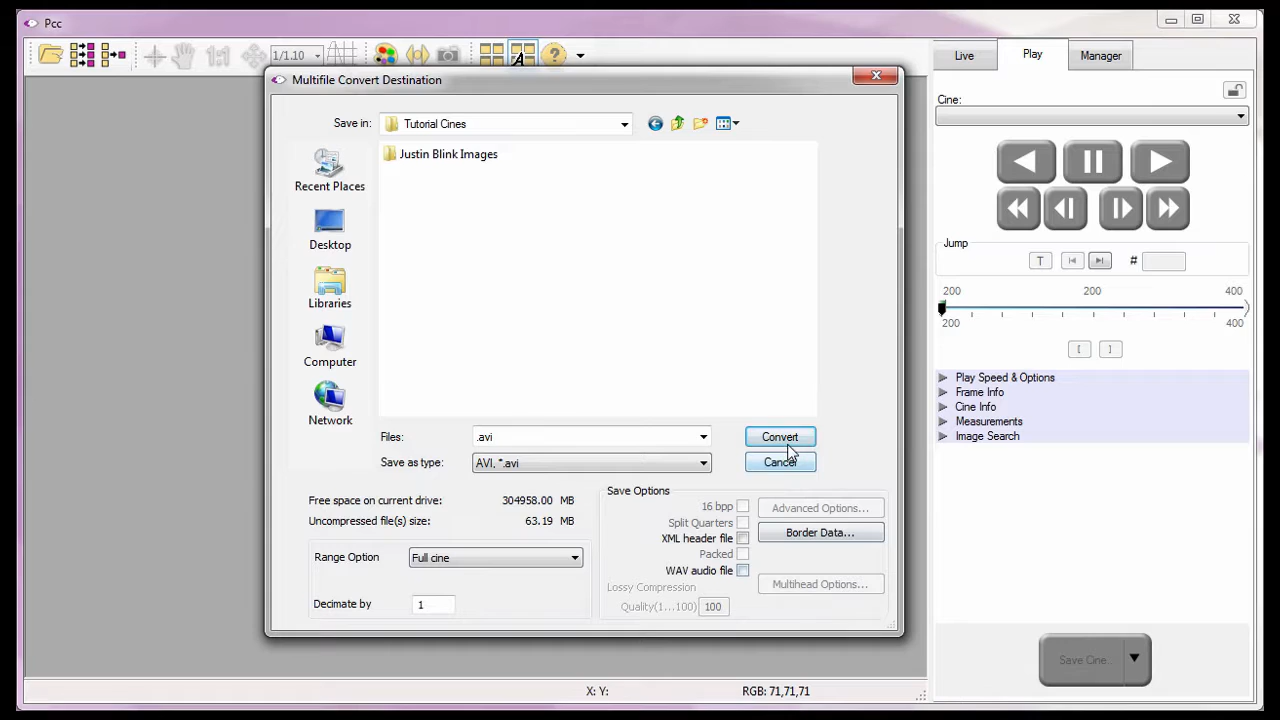 Pcc
1:1
1/1.10
A
?
Live
Play
Manager
Multifile Convert Destination
Save in:
Tutorial Cines
Justin Blink Images
Recent Places
Desktop
Libraries
Computer
Network
Files:
.avi
Convert
Save as type:
AVI, *.avi
Cancel
Free space on current drive:
304958.00 MB
Uncompressed file(s) size:
63.19 MB
Range Option
Full cine
Decimate by
1
Save Options
16 bpp
Advanced Options...
Split Quarters
XML header file
Border Data...
Packed
WAV audio file
Lossy Compression
Multihead Options...
Quality(1...100)
100
Cine:
Jump
T
#
200
200
400
200
400
[
]
Play Speed & Options
Frame Info
Cine Info
Measurements
Image Search
Save Cine...
X: Y:
RGB: 71,71,71